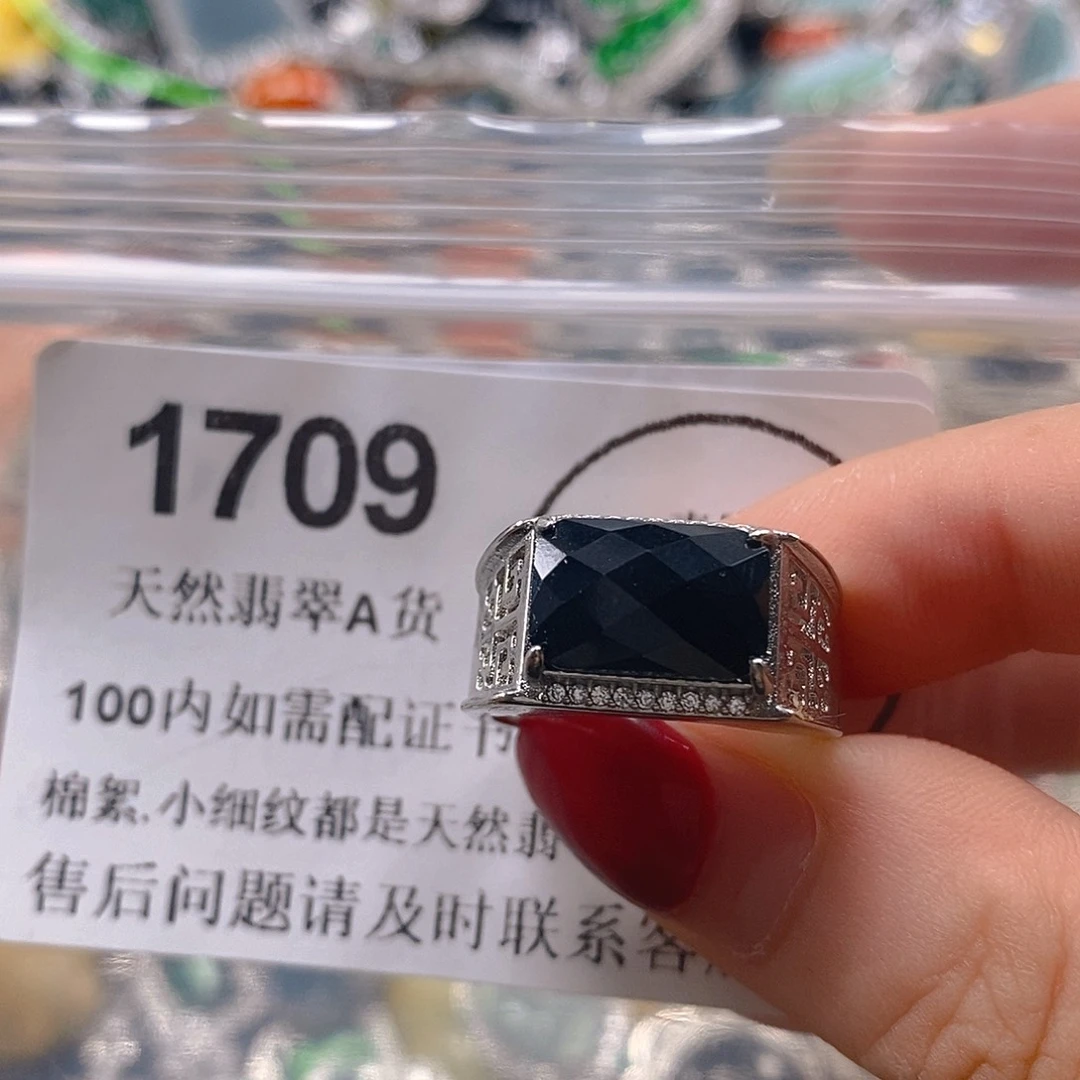 1709
天然翡翠A货
100内如需配证书
棉絮.小细纹都是天然翡
售后问题请及时联系客